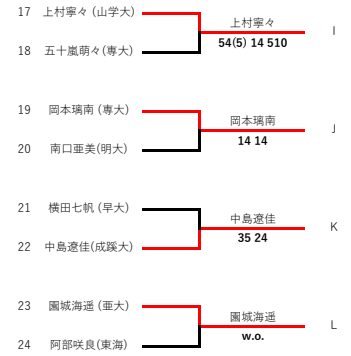 17 上村寧々 (山学大)
上村寧々
I
54(5) 14 510
18 五十嵐萌々(専大)
19 岡本璃南 (専大)
岡本璃南
J
14 14
20 南口亜美(明大)
21 横田七帆 (早大)
中島遼佳
K
35 24
22 中島遼佳(成蹊大)
23 園城海遥 (亜大)
園城海遥
L
w.o.
24 阿部咲良(東海)